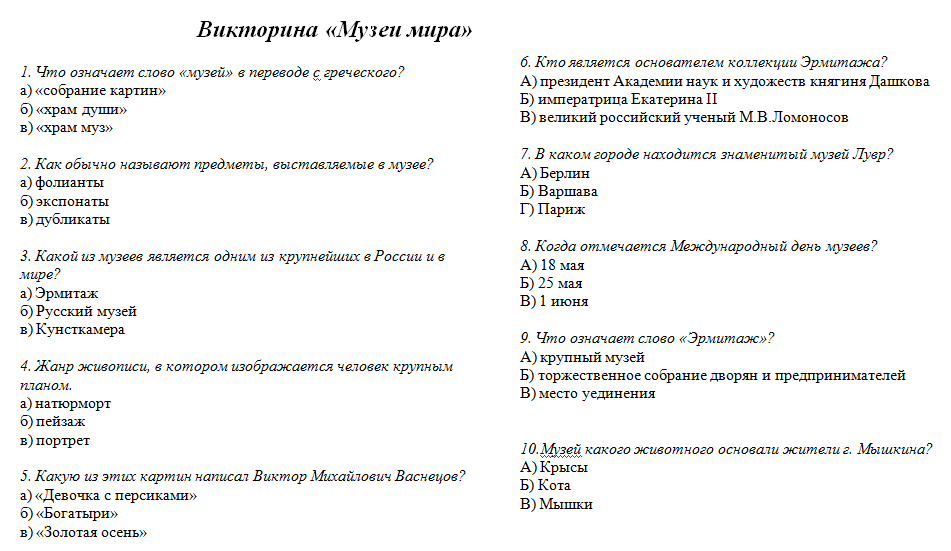 Викторина «Музеи мира»
1. Что означает слово «музей» в переводе с греческого?
а) «собрание картин»
б) «храм души»
в) «храм муз»
2. Как обычно называют предметы, выставляемые в музее?
а) фолианты
б) экспонаты
в) дубликаты
3. Какой из музеев является одним из крупнейших в России и в
мире?
а) Эрмитаж
б) Русский музей
в) Кунсткамера
4. Жанр живописи, в котором изображается человек крупным
планом.
а) натюрморт
б) пейзаж
в) портрет
5. Какую из этих картин написал Виктор Михайлович Васнецов?
а) «Девочка с персиками»
б) «Богатыри»
в) «Золотая осень»
6. Кто является основателем коллекции Эрмитажа?
А) президент Академии наук и художеств княгиня Дашкова
Б) императрица Екатерина II
В) великий российский ученый М.В.Ломоносов
7. В каком городе находится знаменитый музей Лувр?
А) Берлин
Б) Варшава
Г) Париж
8. Когда отмечается Международный день музеев?
А) 18 мая
Б) 25 мая
В) 1 июня
9. Что означает слово «Эрмитаж»?
А) крупный музей
Б) торжественное собрание дворян и предпринимателей
В) место уединения
10.Музей какого животного основали жители г. Мышкина?
А) Крысы
Б) Кота
В) Мышки